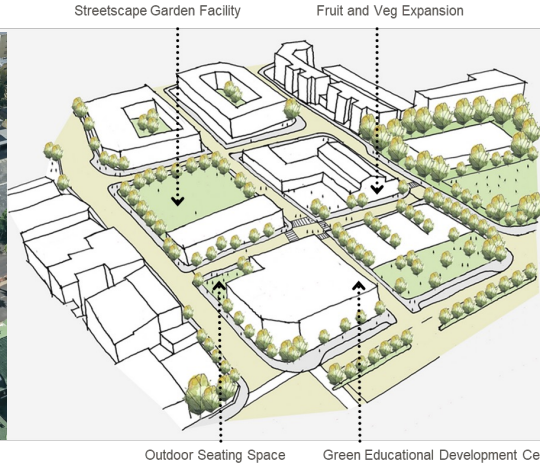 Streetscape Garden Facility
Fruit and Veg Expansion
Outdoor Seating Space
Green Educational Development Ce